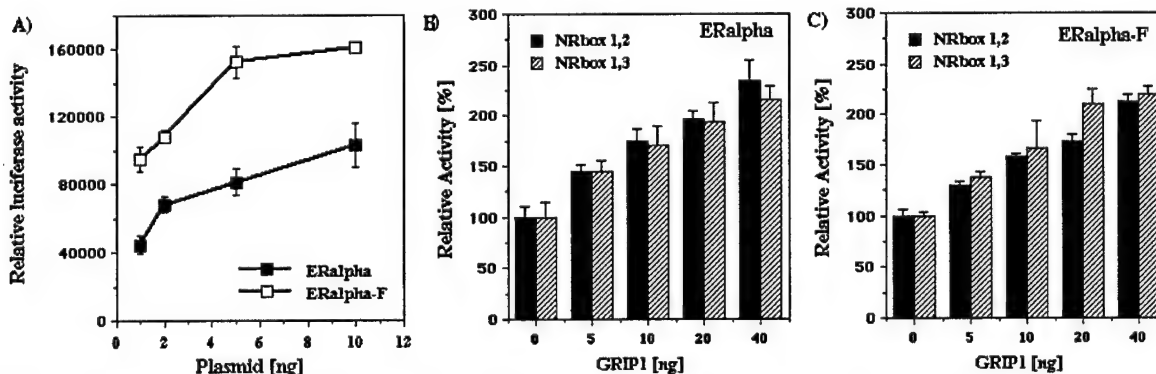 A)
Relative luciferase activity
160000
120000
80000
40000
0
0 2 4 6 8 10 12
Plasmid [ng]
ERalpha
ERalpha-F
B)
Relative Activity [%]
300
250
200
150
100
50
0
NRbox 1,2
NRbox 1,3
ERalpha
0 5 10 20 40
GRIP1 [ng]
C)
Relative Activity [%]
300
250
200
150
100
50
0
NRbox 1,2
NRbox 1,3
ERalpha-F
0 5 10 20 40
GRIP1 [ng]